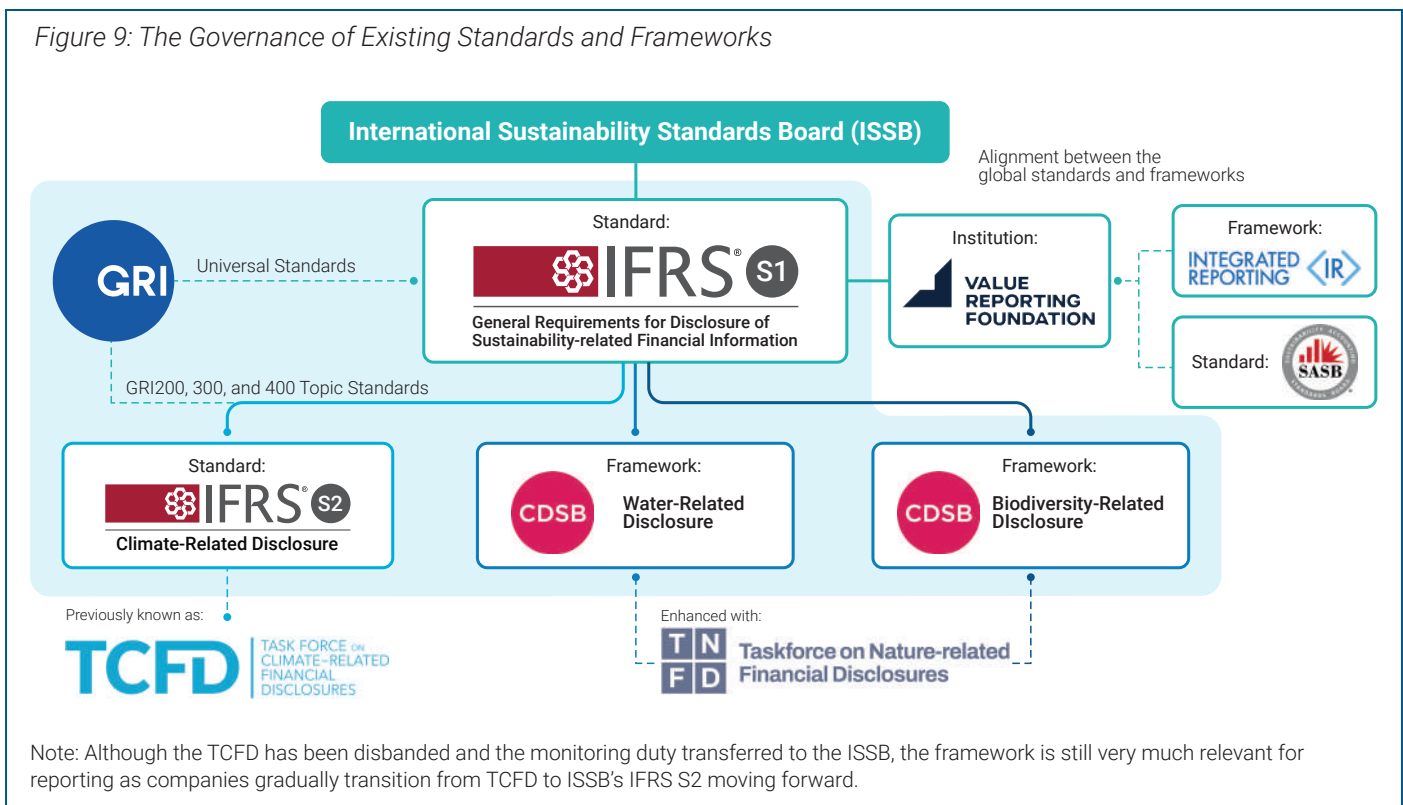 Figure 9: The Governance of Existing Standards and Frameworks
International Sustainability Standards Board (ISSB)
Alignment between the
global standards and frameworks
GRI
Universal Standards
Standard:
IFRS® S1
General Requirements for Disclosure of
Sustainability-related Financial Information
Institution:
VALUE
REPORTING
FOUNDATION
Framework:
INTEGRATED
REPORTING <IR>
Standard:
SASB
GRI200, 300, and 400 Topic Standards
Standard:
IFRS® S2
Climate-Related Disclosure
Framework:
CDSB
Water-Related
Disclosure
Framework:
CDSB
Biodiversity-Related
DIsclosure
Previously known as:
TCFD
TASK FORCE ON
CLIMATE-RELATED
FINANCIAL
DISCLOSURES
Enhanced with:
TN
FD
Taskforce on Nature-related
Financial Disclosures
Note: Although the TCFD has been disbanded and the monitoring duty transferred to the ISSB, the framework is still very much relevant for
reporting as companies gradually transition from TCFD to ISSB's IFRS S2 moving forward.